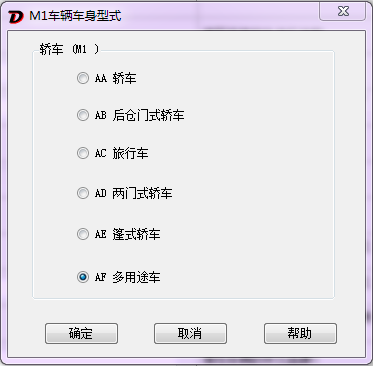 M1车辆车身型式
轿车 (M1 )
AA 轿车
AB 后仓门式轿车
AC 旅行车
AD 两门式轿车
AE 篷式轿车
AF 多用途车
确定 取消 帮助